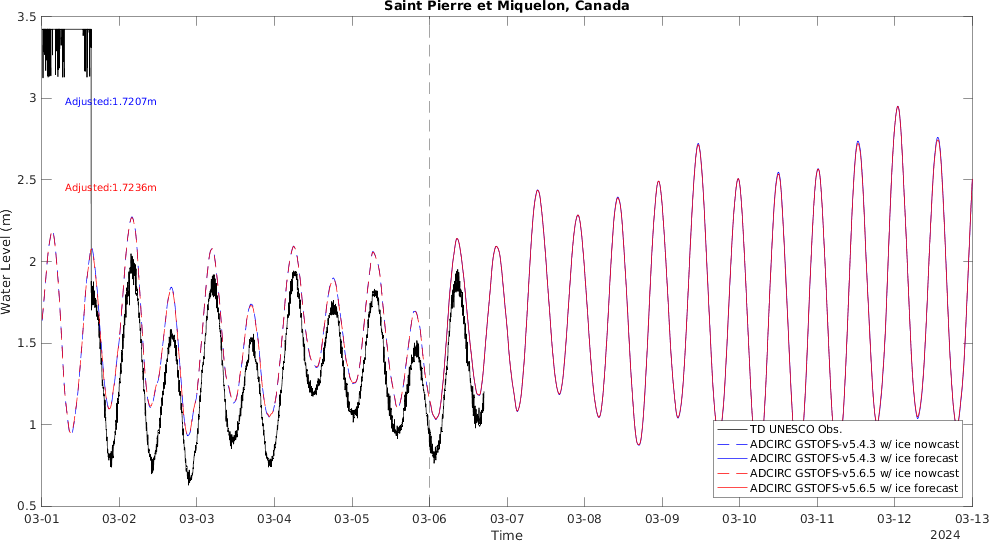 Saint Pierre et Miquelon, Canada
3.5
3
2.5
2
1.5
1
0.5
Water Level (m)
Adjusted:1.7207m
Adjusted:1.7236m
TD UNESCO Obs.
ADCIRC GSTOFS-v5.4.3 w/ ice nowcast
ADCIRC GSTOFS-v5.4.3 w/ ice forecast
ADCIRC GSTOFS-v5.6.5 w/ ice nowcast
ADCIRC GSTOFS-v5.6.5 w/ ice forecast
03-01 03-02 03-03 03-04 03-05 03-06 03-07 03-08 03-09 03-10 03-11 03-12 03-13
Time
2024